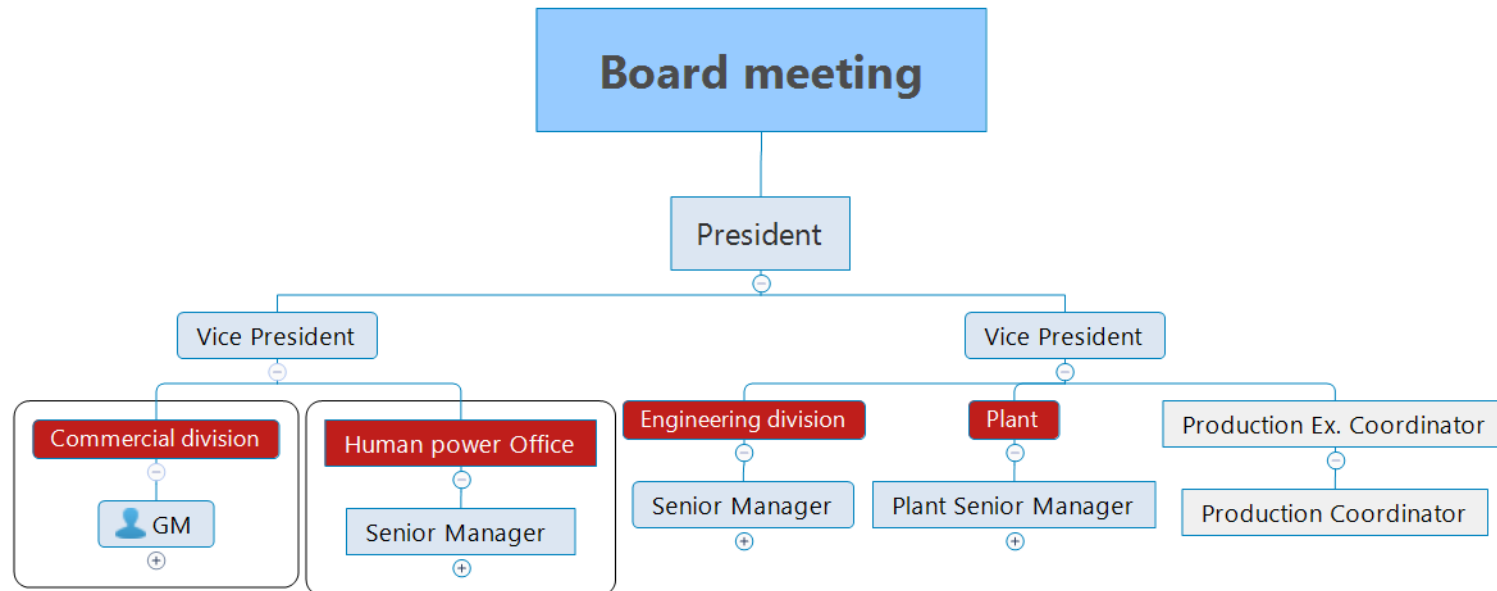 Board meeting
President
Vice President
Vice President
Commercial division
Human power Office
Engineering division
Plant
Production Ex. Coordinator
GM
Senior Manager
Senior Manager
Plant Senior Manager
Production Coordinator